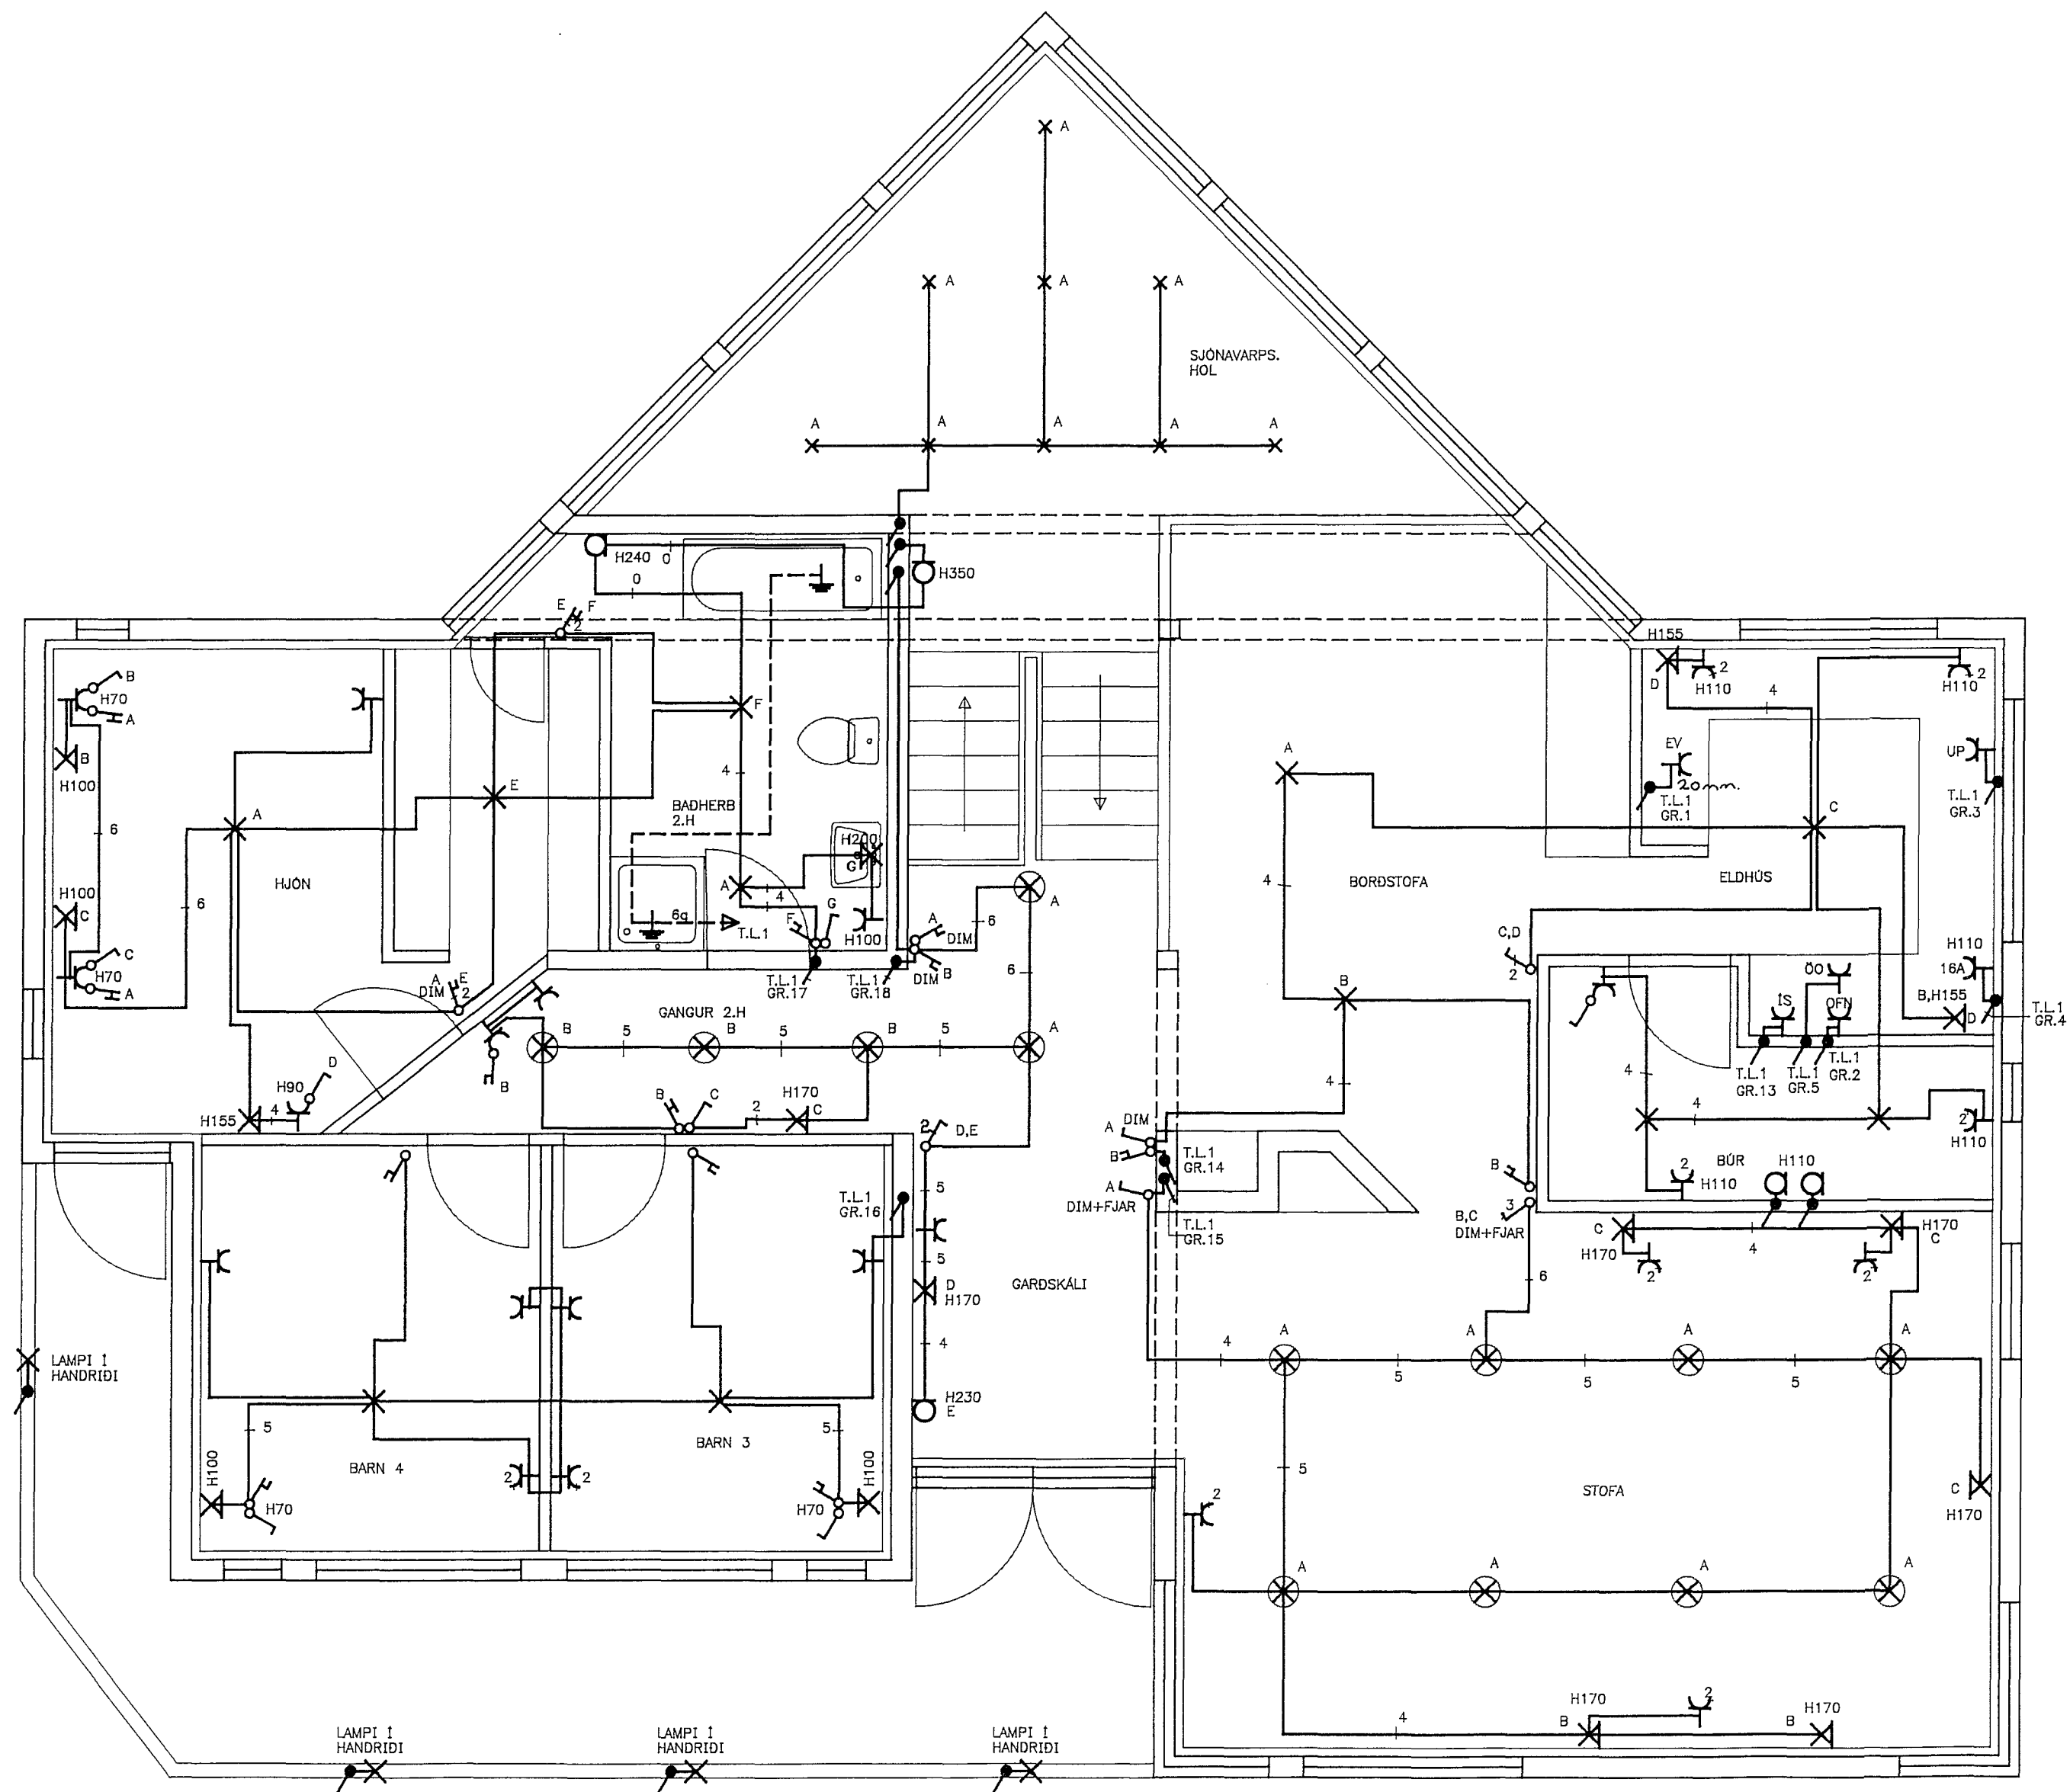 A
A
A
A
SJÓNAVARPS.
HOL
A
A
A
A
A
H240
0
0
H350
E
F
2
H155
D
2
H110
4
2
H110
B
H70
A
B
H100
F
A
EV
20mm.
T.L.1
GR.1
UP
T.L.1
GR.3
E
4
BAÐHERB
2.H
C
6
A
H200
G
HJÓN
A
4
4
BORÐSTOFA
ELDHÚS
H100
C
6
6q
T.L.1
F
G
H100
A
DIM
DIM
B
6
A
C,D
2
H110
16A
C
H70
A
A
DIM
E
2
T.L.1
GR.17
T.L.1
GR.18
6
B
ÖO
ÍS
OFN
B,H155
D
T.L.1
GR.4
GANGUR 2.H
B
5
B
5
B
5
A
T.L.1
GR.13
T.L.1
GR.5
T.L.1
GR.2
B
D
H90
4
H155
B
C
2
H170
C
4
4
4
2
H110
2
D,E
A
DIM
B
T.L.1
GR.14
A
DIM+FJAR
T.L.1
GR.15
B
3
B,C
DIM+FJAR
2
H110
BÚR
H110
T.L.1
GR.16
5
5
C
H170
4
H170
C
2
2
D
H170
GARÐSKÁLI
6
4
A
4
A
5
A
5
A
5
LAMPI Í
HANDRIÐI
H230
E
5
BARN 4
BARN 3
5
H100
H70
2
2
H70
H100
5
STOFA
C
H170
2
A
A
A
A
H170
2
B
4
B
H170
LAMPI Í
HANDRIÐI
LAMPI Í
HANDRIÐI
LAMPI Í
HANDRIÐI